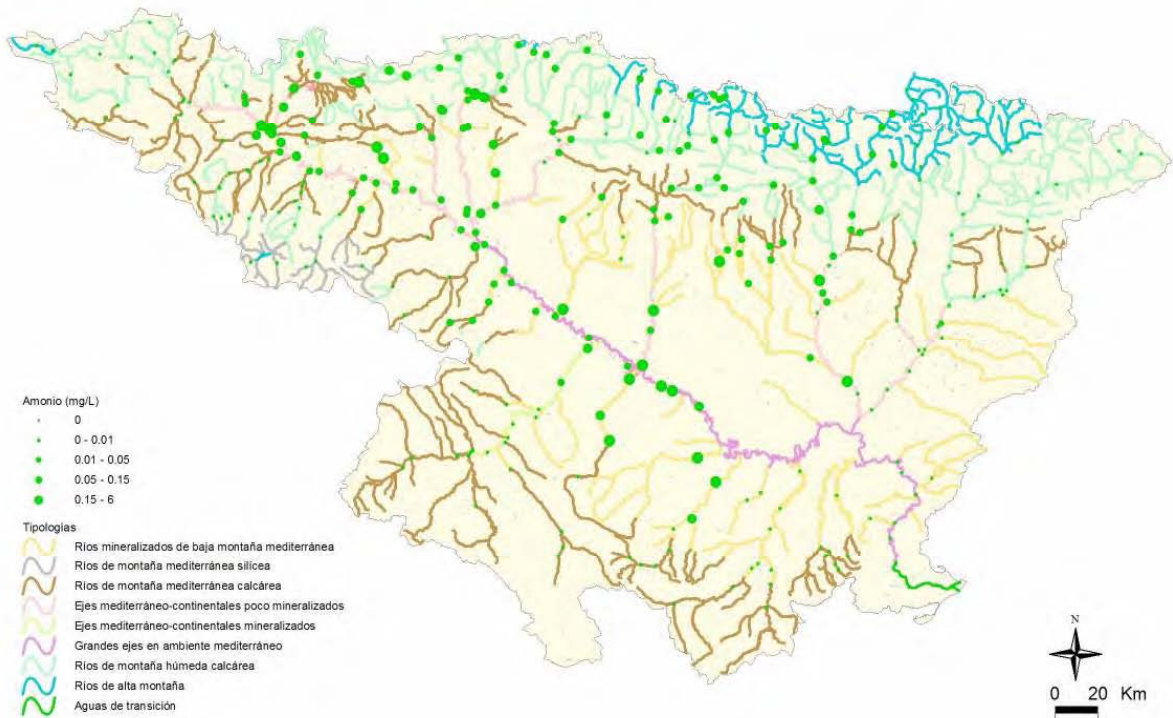 Amonio (mg/L)
0
0 - 0.01
0.01 - 0.05
0.05 - 0.15
0.15 - 6
Tipologías
Ríos mineralizados de baja montaña mediterránea
Ríos de montaña mediterránea silícea
Ríos de montaña mediterránea calcárea
Ejes mediterráneo-continentales poco mineralizados
Ejes mediterráneo-continentales mineralizados
Grandes ejes en ambiente mediterráneo
Ríos de montaña húmeda calcárea
Ríos de alta montaña
Aguas de transición
N
0 20 Km